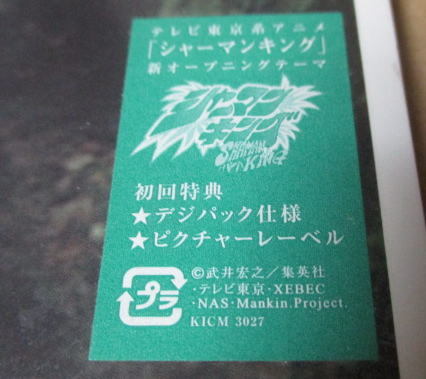 テレビ東京系アニメ
「シャーマンキング」
新オープニングテーマ
シャーマン
キング
SHAMAN
KING
初回特典
★デジパック仕様
★ピクチャーレーベル
プラ
©武井宏之／集英社
・テレビ東京・XEBEC
・NAS・Mankin.Project.
KICM 3027